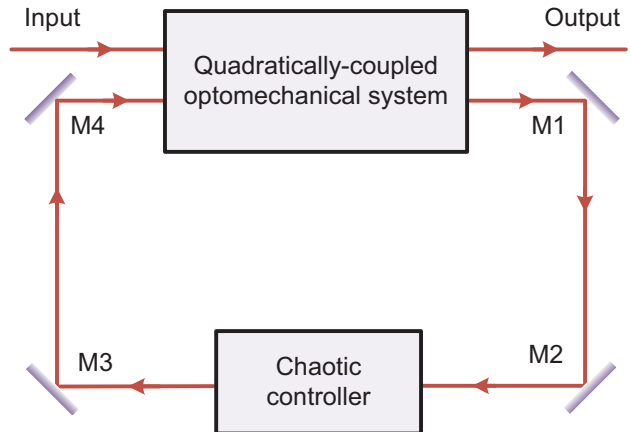 Input
Output
Quadratically-coupled
optomechanical system
M4
M1
M3
M2
Chaotic
controller